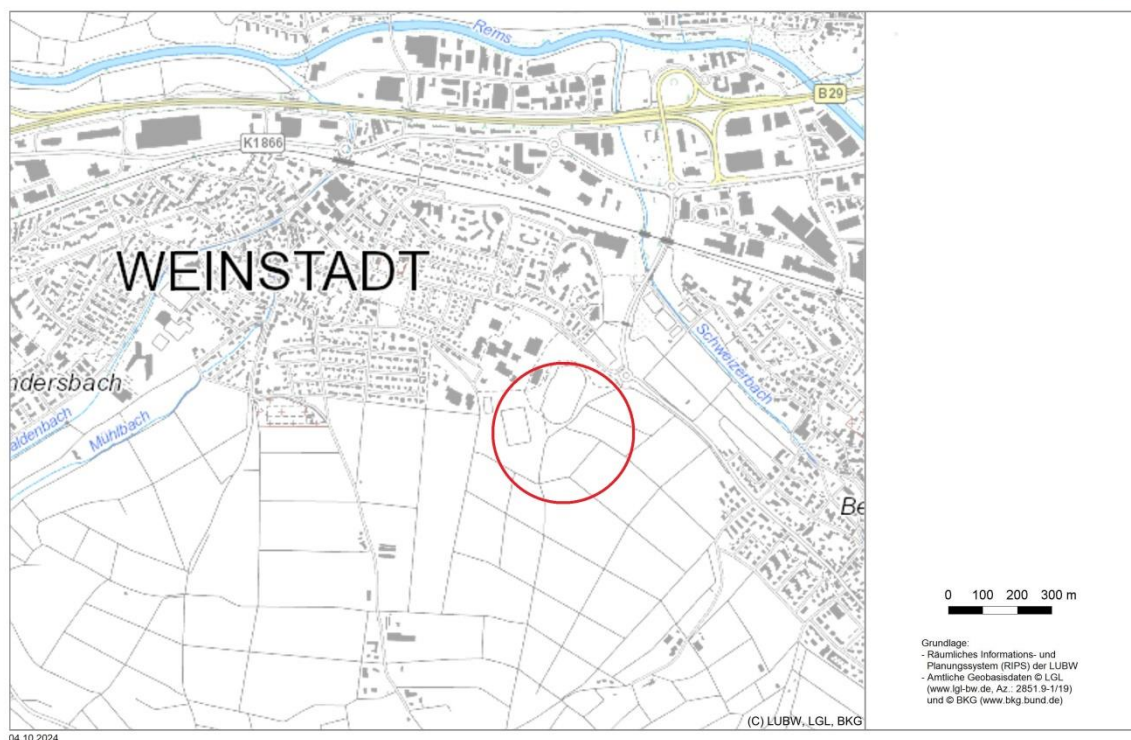 Rems
B29
K1866
WEINSTADT
Schweizerbach
ndersbach
aldenbach
Mühlbach
Be
0 100 200 300 m
Grundlage:
- Räumliches Informations- und
Planungssystem (RIPS) der LUBW
- Amtliche Geobasisdaten © LGL
(www.lgl-bw.de, Az.: 2851.9-1/19)
und © BKG (www.bkg.bund.de)
(C) LUBW, LGL, BKG
04.10.2024